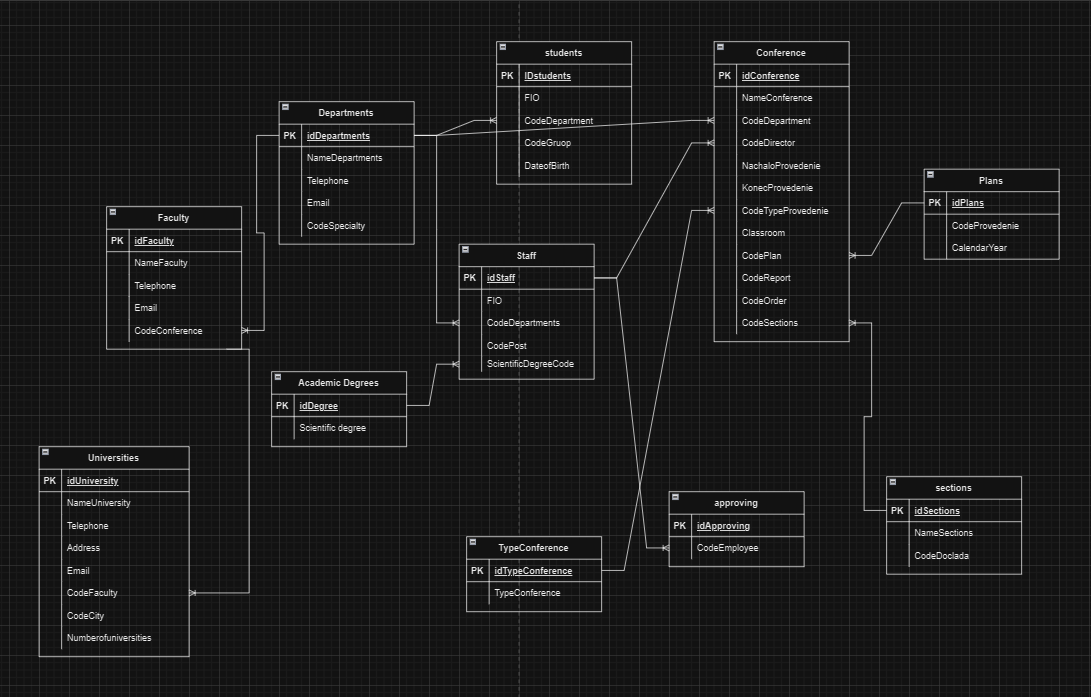 students
PK IDstudents
FIO
CodeDepartment
CodeGruop
DateofBirth
Conference
PK idConference
NameConference
CodeDepartment
CodeDirector
NachaloProvedenie
KonecProvedenie
CodeTypeProvedenie
Classroom
CodePlan
CodeReport
CodeOrder
CodeSections
Departments
PK idDepartments
NameDepartments
Telephone
Email
CodeSpecialty
Plans
PK idPlans
CodeProvedenie
CalendarYear
Faculty
PK idFaculty
NameFaculty
Telephone
Email
CodeConference
Staff
PK idStaff
FIO
CodeDepartments
CodePost
ScientificDegreeCode
Academic Degrees
PK idDegree
Scientific degree
Universities
PK idUniversity
NameUniversity
Telephone
Address
Email
CodeFaculty
CodeCity
Numberofuniversities
TypeConference
PK idTypeConference
TypeConference
approving
PK idApproving
CodeEmployee
sections
PK idSections
NameSections
CodeDoclada